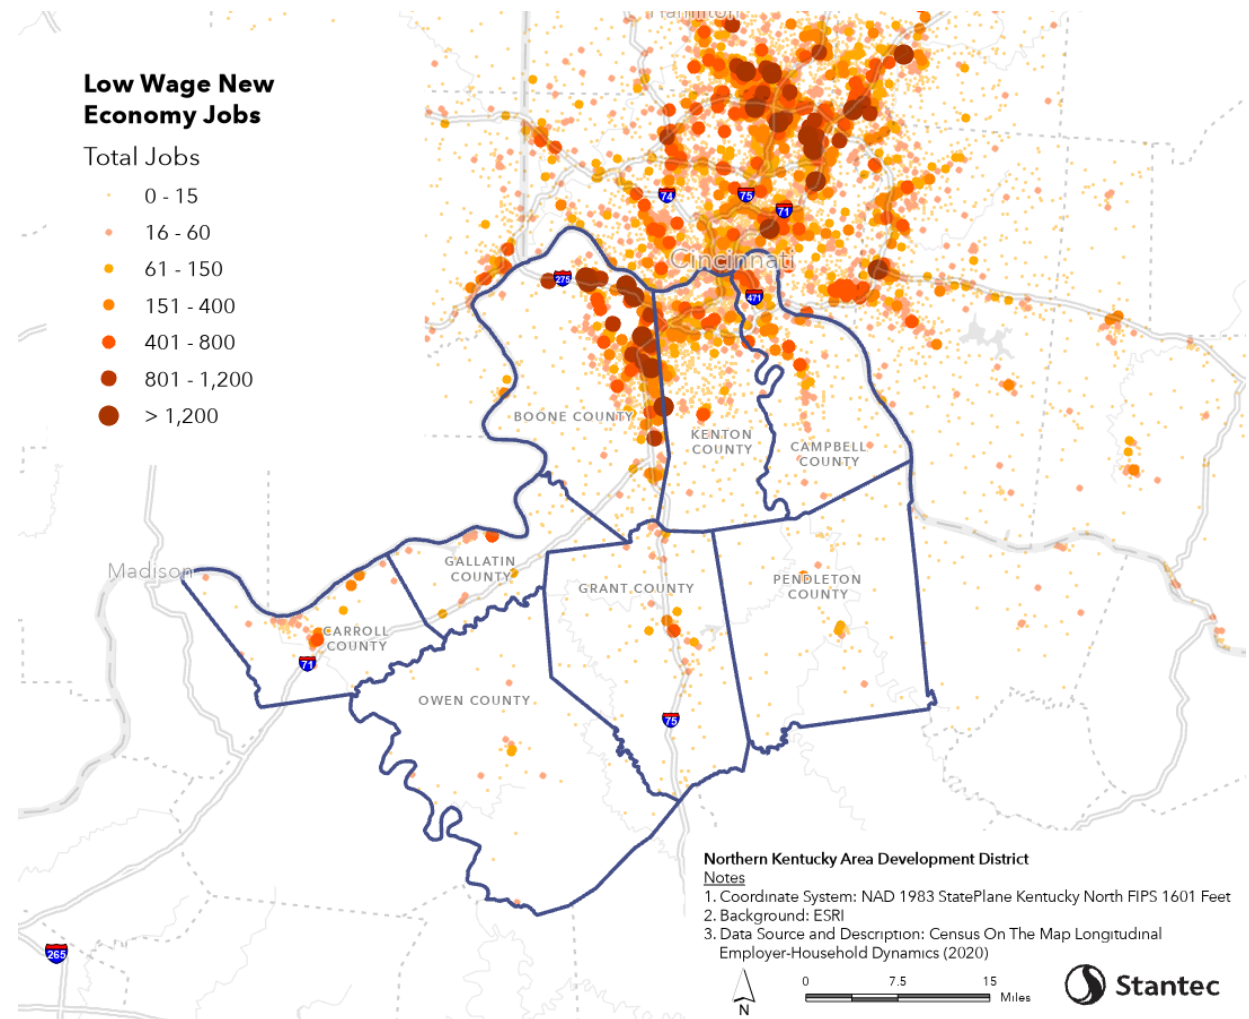 Hamilton
Low Wage New
Economy Jobs
Total Jobs
0 - 15
16 - 60
61 - 150
151 - 400
401 - 800
801 - 1,200
> 1,200
74
75
71
Cincinnati
275
471
BOONE COUNTY
KENTON
COUNTY
CAMPBELL
COUNTY
Madison
GALLATIN
COUNTY
GRANT COUNTY
PENDLETON
COUNTY
CARROLL
COUNTY
71
OWEN COUNTY
75
Northern Kentucky Area Development District
Notes
1. Coordinate System: NAD 1983 StatePlane Kentucky North FIPS 1601 Feet
2. Background: ESRI
3. Data Source and Description: Census On The Map Longitudinal
Employer-Household Dynamics (2020)
265
N
0 7.5 15
Miles
Stantec